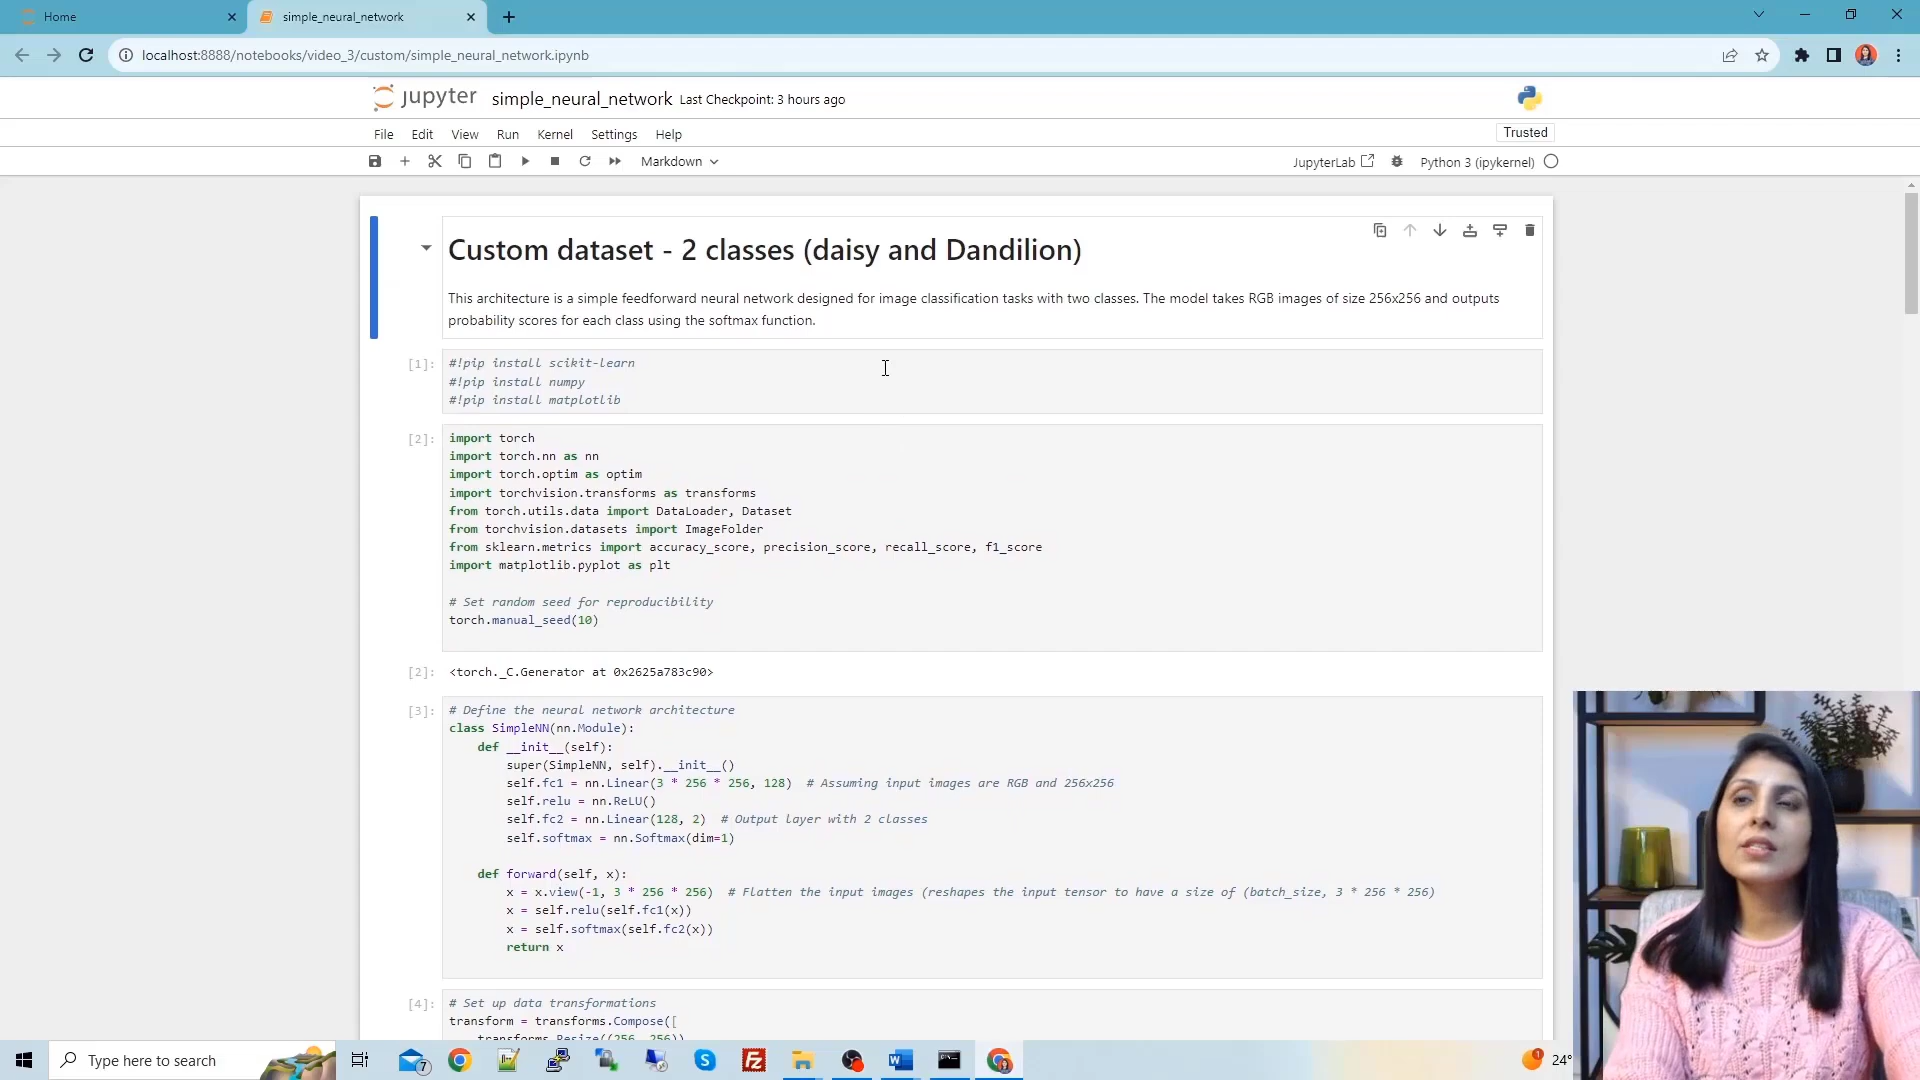 Home
simple_neural_network
localhost:8888/notebooks/video_3/custom/simple_neural_network.ipynb
jupyter simple_neural_network Last Checkpoint: 3 hours ago
File Edit View Run Kernel Settings Help
Trusted
Markdown
JupyterLab
Python 3 (ipykernel)
Custom dataset - 2 classes (daisy and Dandilion)
This architecture is a simple feedforward neural network designed for image classification tasks with two classes. The model takes RGB images of size 256x256 and outputs
probability scores for each class using the softmax function.
[1]: #!pip install scikit-learn
#!pip install numpy
#!pip install matplotlib
[2]: import torch
import torch.nn as nn
import torch.optim as optim
import torchvision.transforms as transforms
from torch.utils.data import DataLoader, Dataset
from torchvision.datasets import ImageFolder
from sklearn.metrics import accuracy_score, precision_score, recall_score, f1_score
import matplotlib.pyplot as plt
# Set random seed for reproducibility
torch.manual_seed(10)
[2]: <torch._C.Generator at 0x2625a783c90>
[3]: # Define the neural network architecture
class SimpleNN(nn.Module):
def __init__(self):
super(SimpleNN, self).__init__()
self.fc1 = nn.Linear(3 * 256 * 256, 128) # Assuming input images are RGB and 256x256
self.relu = nn.ReLU()
self.fc2 = nn.Linear(128, 2) # Output layer with 2 classes
self.softmax = nn.Softmax(dim=1)
def forward(self, x):
x = x.view(-1, 3 * 256 * 256) # Flatten the input images (reshapes the input tensor to have a size of (batch_size, 3 * 256 * 256)
x = self.relu(self.fc1(x))
x = self.softmax(self.fc2(x))
return x
[4]: # Set up data transformations
transform = transforms.Compose([
transforms.Resize((256, 256))
Type here to search
7
1
24°